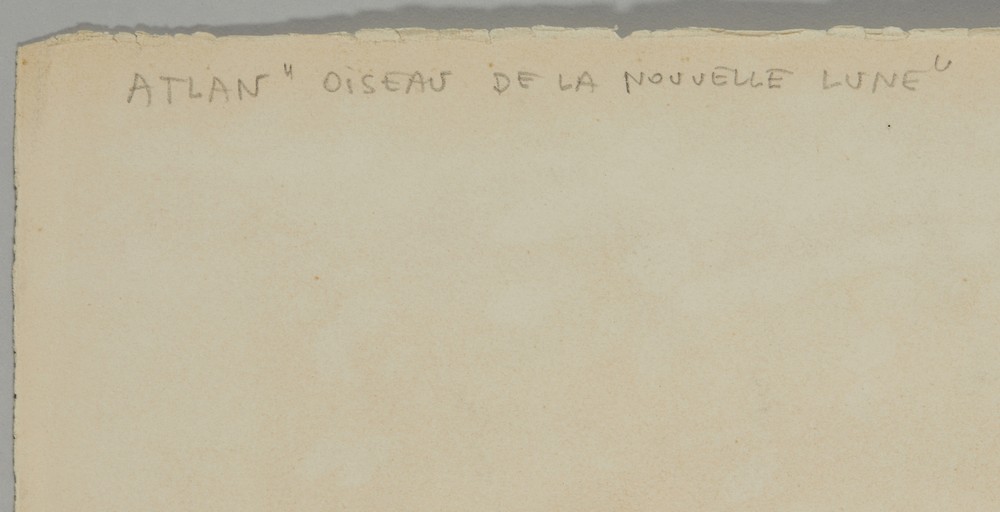 ATLAN " OISEAU DE LA NOUVELLE LUNE "